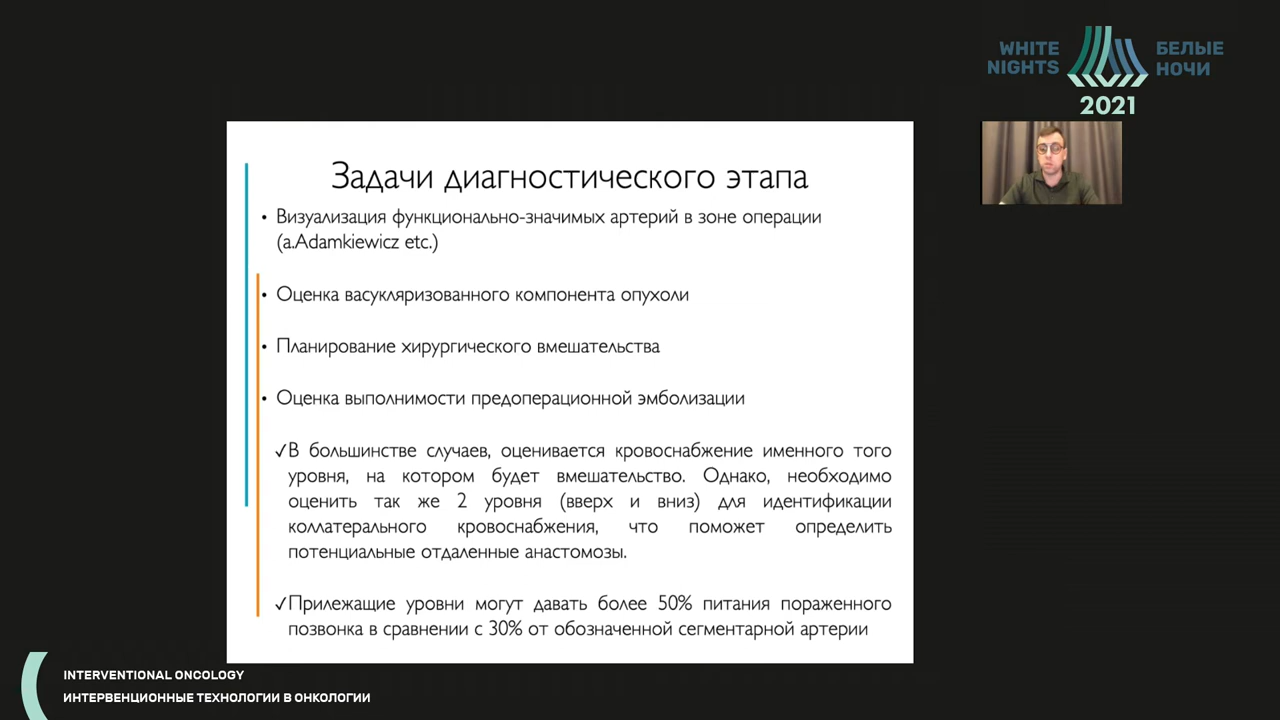 WHITE
NIGHTS
БЕЛЫЕ
НОЧИ
2021
Задачи диагностического этапа
• Визуализация функционально-значимых артерий в зоне операции
(a.Adamkiewicz etc.)
• Оценка васукляризованного компонента опухоли
• Планирование хирургического вмешательства
• Оценка выполнимости предоперационной эмболизации
✓В большинстве случаев, оценивается кровоснабжение именного того
уровня, на котором будет вмешательство. Однако, необходимо
оценить так же 2 уровня (вверх и вниз) для идентификации
коллатерального кровоснабжения, что поможет определить
потенциальные отдаленные анастомозы.
✓Прилежащие уровни могут давать более 50% питания пораженного
позвонка в сравнении с 30% от обозначенной сегментарной артерии
INTERVENTIONAL ONCOLOGY
ИНТЕРВЕНЦИОННЫЕ ТЕХНОЛОГИИ В ОНКОЛОГИИ